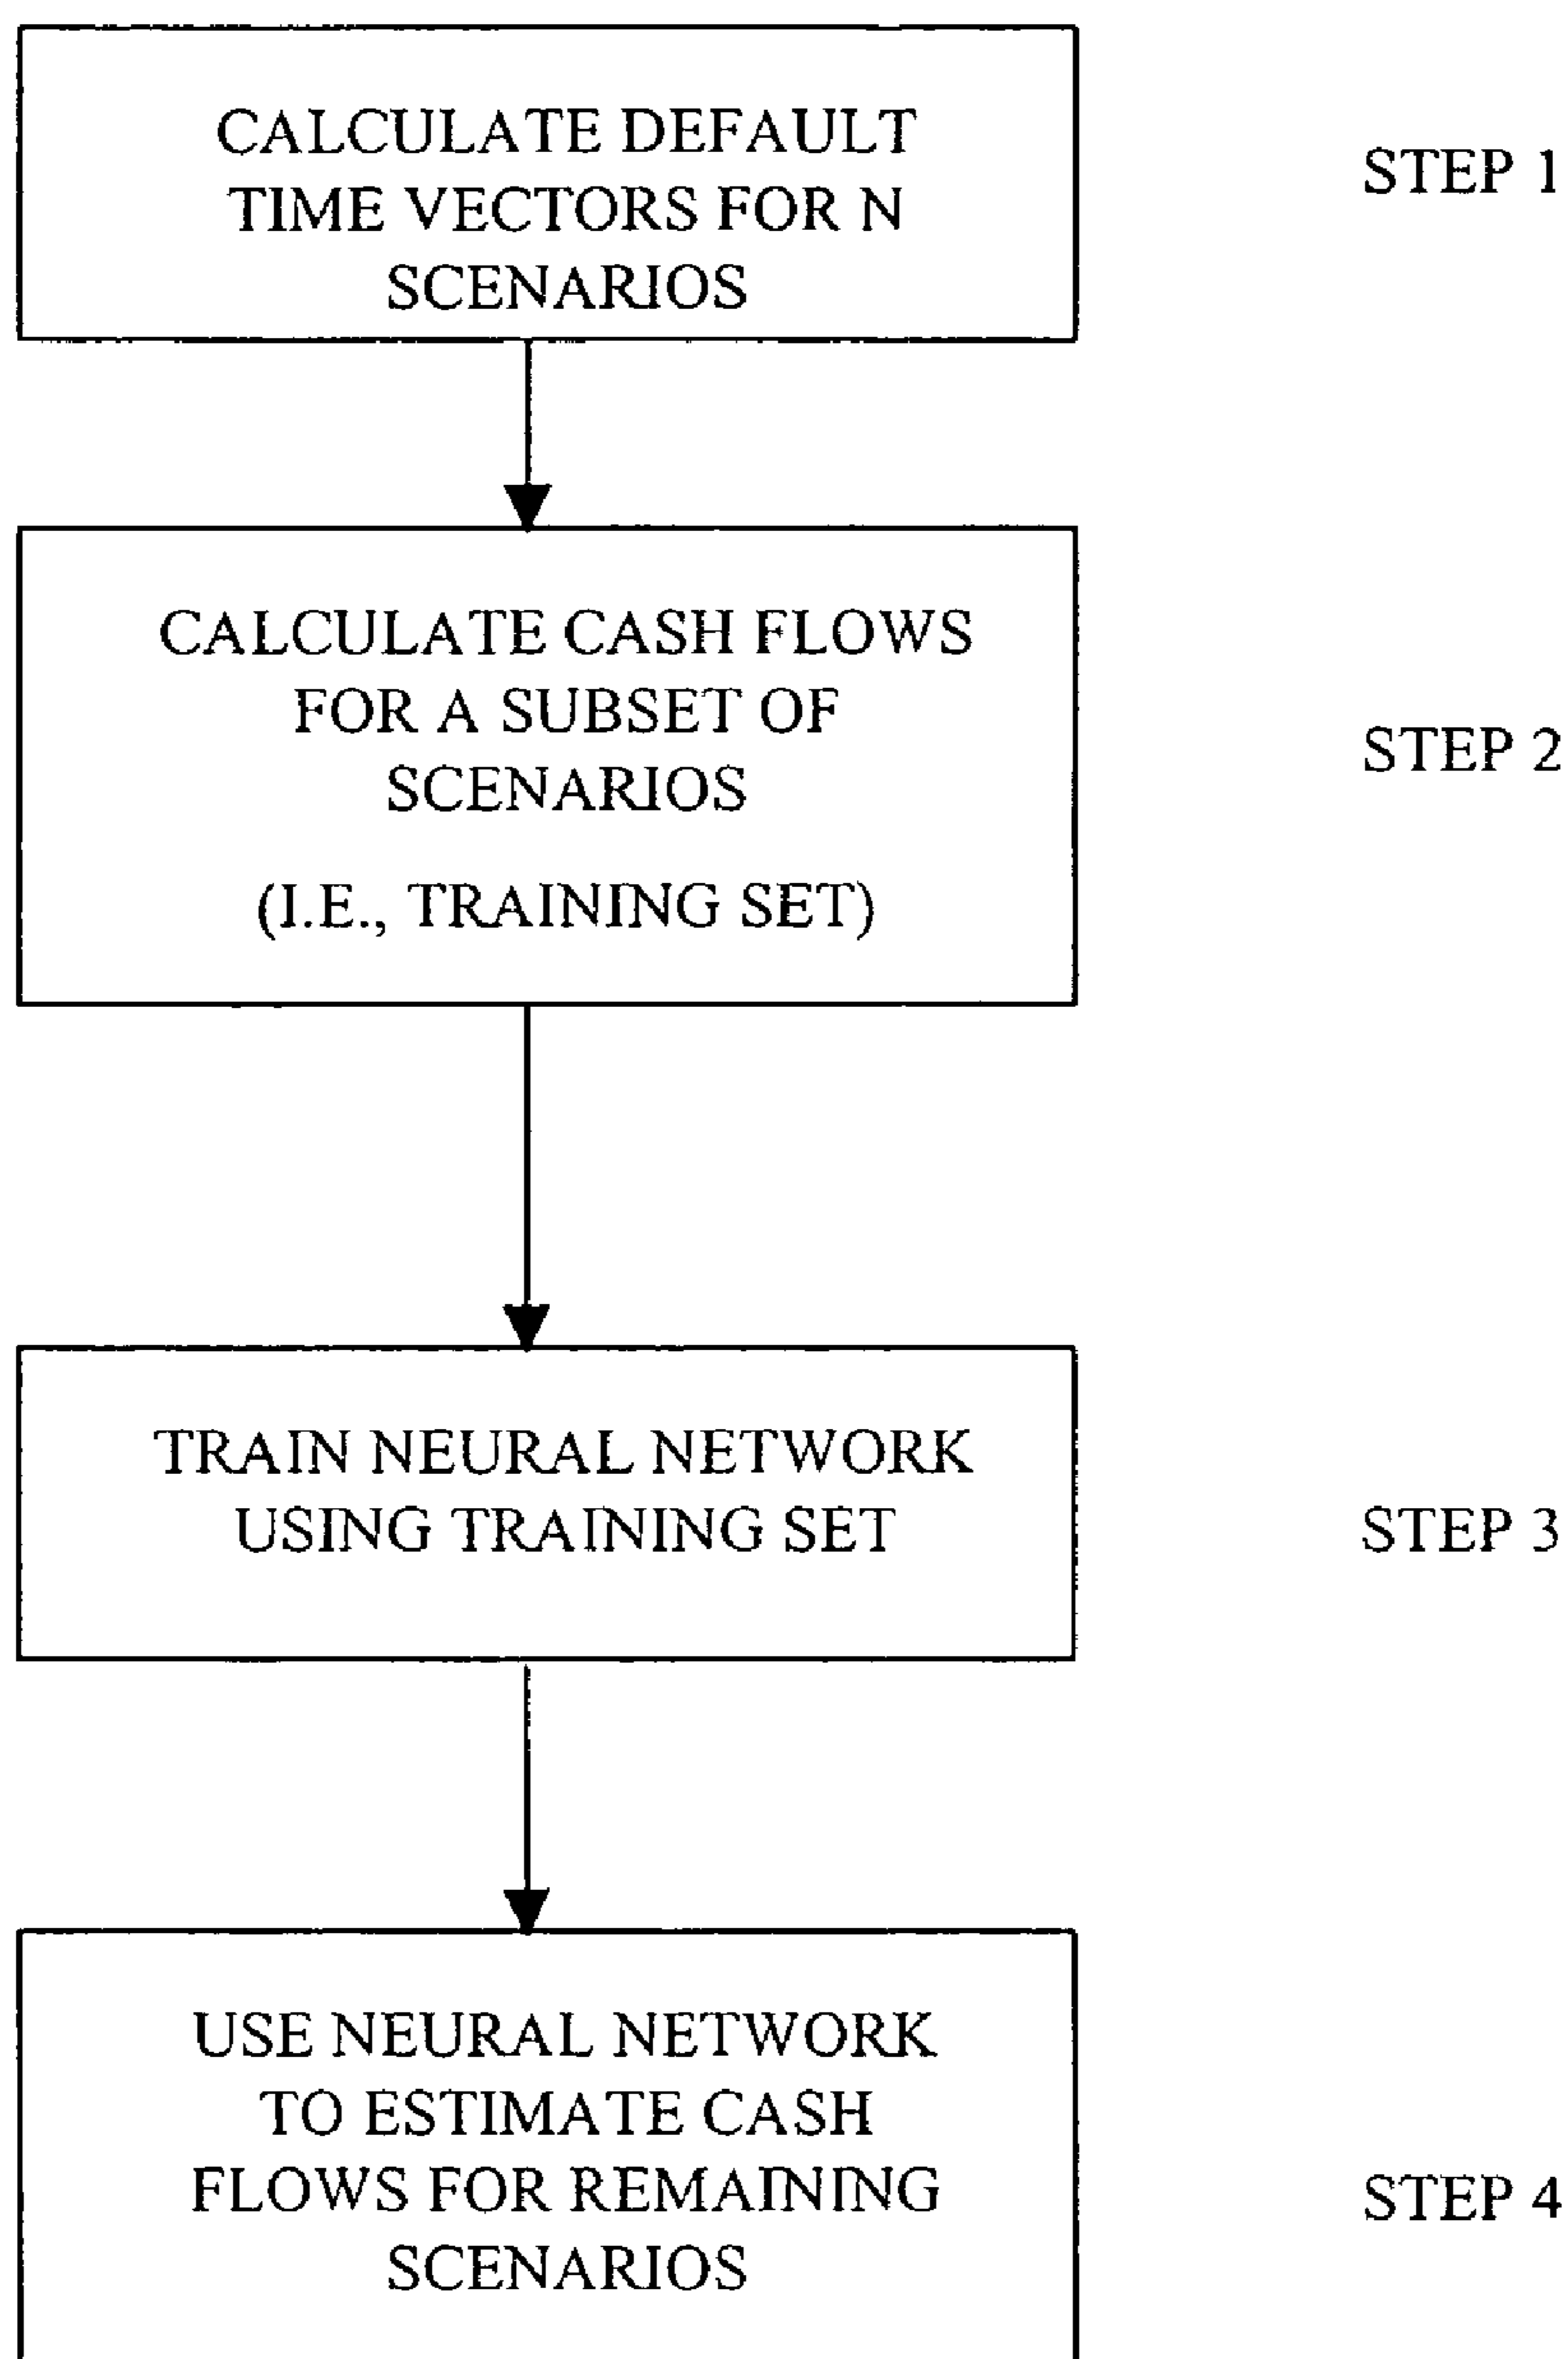 CALCULATE DEFAULT
TIME VECTORS FOR N
SCENARIOS
STEP 1
CALCULATE CASH FLOWS
FOR A SUBSET OF
SCENARIOS
(I.E., TRAINING SET)
STEP 2
TRAIN NEURAL NETWORK
USING TRAINING SET
STEP 3
USE NEURAL NETWORK
TO ESTIMATE CASH
FLOWS FOR REMAINING
SCENARIOS
STEP 4